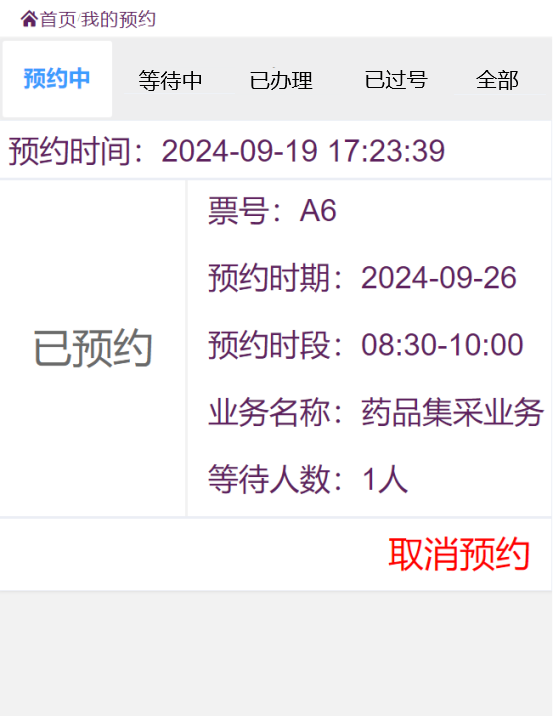 首页/我的预约
预约中 等待中 已办理 已过号 全部
预约时间：2024-09-19 17:23:39
票号：A6
预约时期：2024-09-26
已预约
预约时段：08:30-10:00
业务名称：药品集采业务
等待人数：1人
取消预约